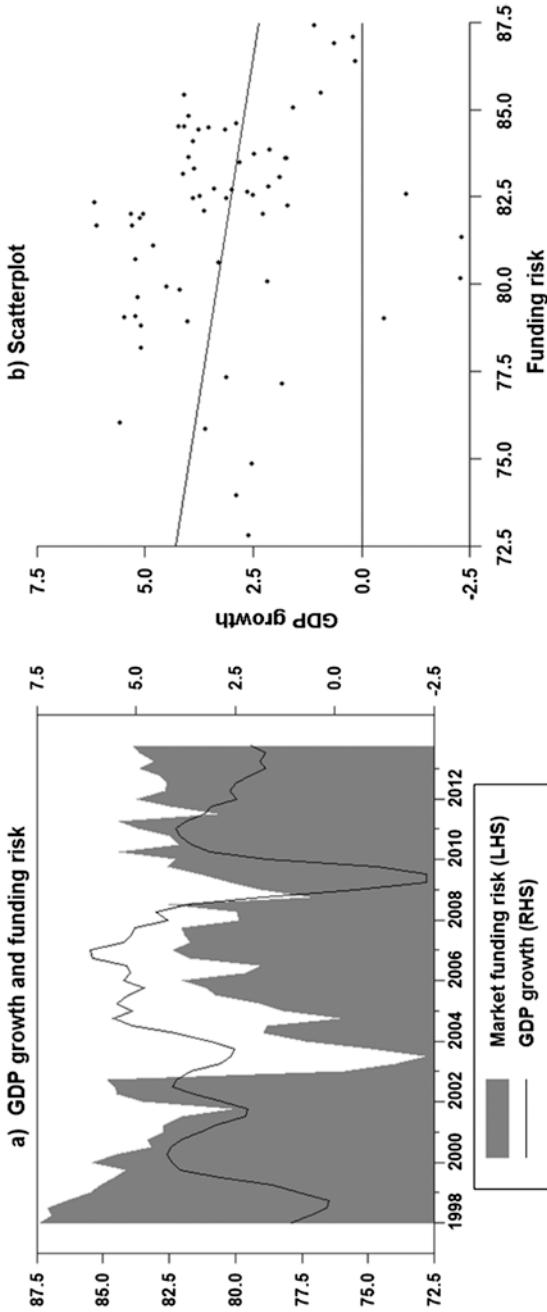 a) GDP growth and funding risk
87.5
85.0
82.5
80.0
77.5
75.0
72.5
7.5
5.0
2.5
0.0
-2.5
1998 2000 2002 2004 2006 2008 2010 2012
Market funding risk (LHS)
GDP growth (RHS)
b) Scatterplot
GDP growth
7.5
5.0
2.5
0.0
-2.5
72.5 75.0 77.5 80.0 82.5 85.0 87.5
Funding risk